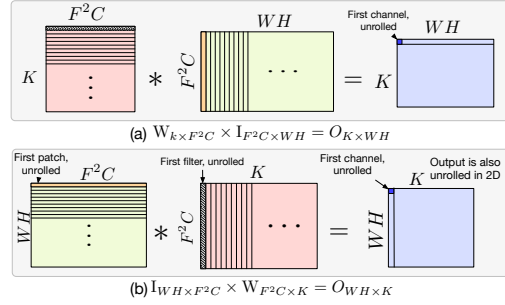 F²C
K
*
F²C
WH
=
First channel,
unrolled
WH
K
(a) W_{k×F²C} × I_{F²C×WH} = O_{K×WH}
First patch,
unrolled
F²C
WH
*
First filter, unrolled
K
F²C
=
First channel,
unrolled
K
WH
Output is also
unrolled in 2D
(b) I_{WH×F²C} × W_{F²C×K} = O_{WH×K}